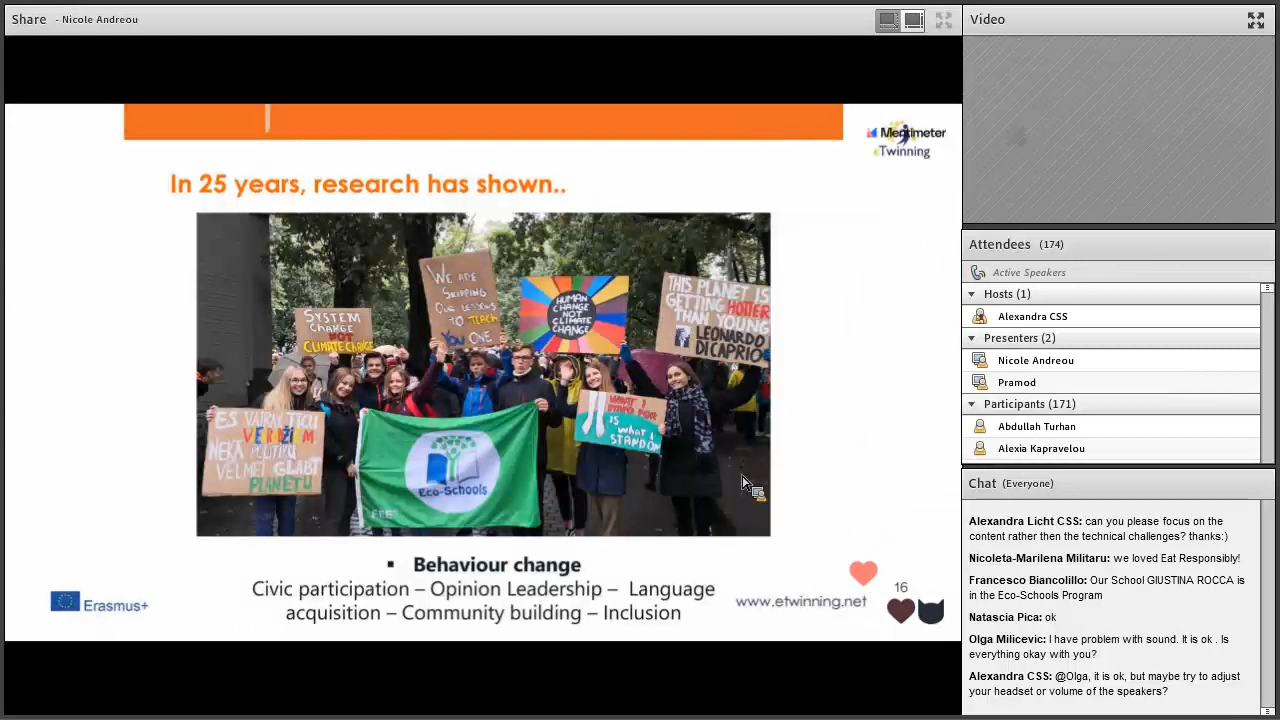 Share - Nicole Andreou
Mentimeter
eTwinning
In 25 years, research has shown..
SYSTEM
CHANGE
NOT
CLIMATE CHANGE
WE ARE
SKIPPING
OUR LESSONS
TO TEACH
YOU ONE
HUMAN
CHANGE
NOT
CLIMATE
CHANGE
THIS PLANET IS
GETTING HOTTER
THAN YOUNG
LEONARDO
DICAPRIO
PLANETU
WHAT I
STAND FOR
IS
WHAT I
STAND ON
Eco-Schools
FEE
▪ Behaviour change
Civic participation – Opinion Leadership – Language
acquisition – Community building – Inclusion
Erasmus+
www.etwinning.net
16
Video
Attendees (174)
Active Speakers
Hosts (1)
Alexandra CSS
Presenters (2)
Nicole Andreou
Pramod
Participants (171)
Abdullah Turhan
Alexia Kapravelou
Chat (Everyone)
Alexandra Licht CSS: can you please focus on the
content rather then the technical challenges? thanks:)
Nicoleta-Marilena Militaru: we loved Eat Responsibly!
Francesco Biancolillo: Our School GIUSTINA ROCCA is
in the Eco-Schools Program
Natascia Pica: ok
Olga Milicevic: I have problem with sound. It is ok . Is
everything okay with you?
Alexandra CSS: @Olga, it is ok, but maybe try to adjust
your headset or volume of the speakers?